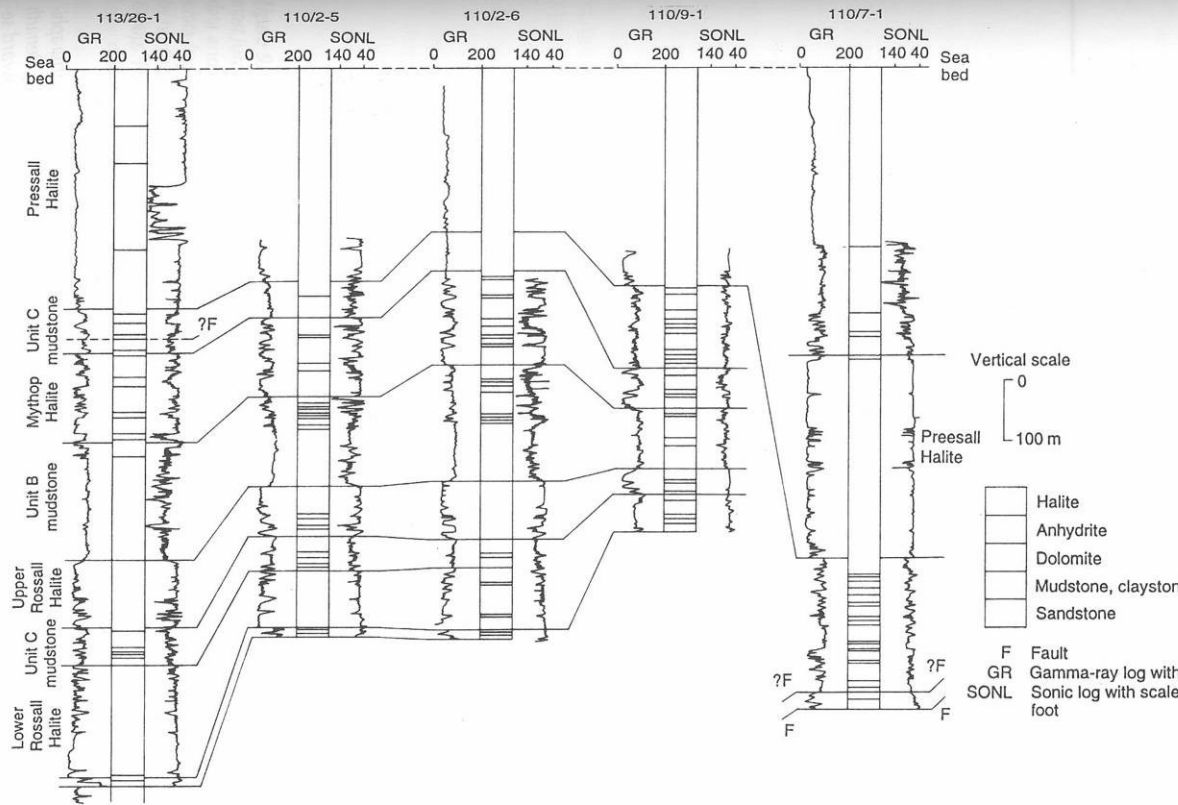 113/26-1
110/2-5
110/2-6
110/9-1
110/7-1
GR SONL
GR SONL
GR SONL
GR SONL
GR SONL
Sea bed
0 200 140 40
0 200 140 40
0 200 140 40
0 200 140 40
0 200 140 40
Sea bed
Pressall Halite
Unit C mudstone
?F
Mythop Halite
Unit B mudstone
Upper Rossall Halite
Unit C mudstone
Lower Rossall Halite
Vertical scale
0
100 m
Preesall
Halite
Halite
Anhydrite
Dolomite
Mudstone, clayston
Sandstone
F Fault
GR Gamma-ray log with
SONL Sonic log with scale
foot
?F
?F
F
F